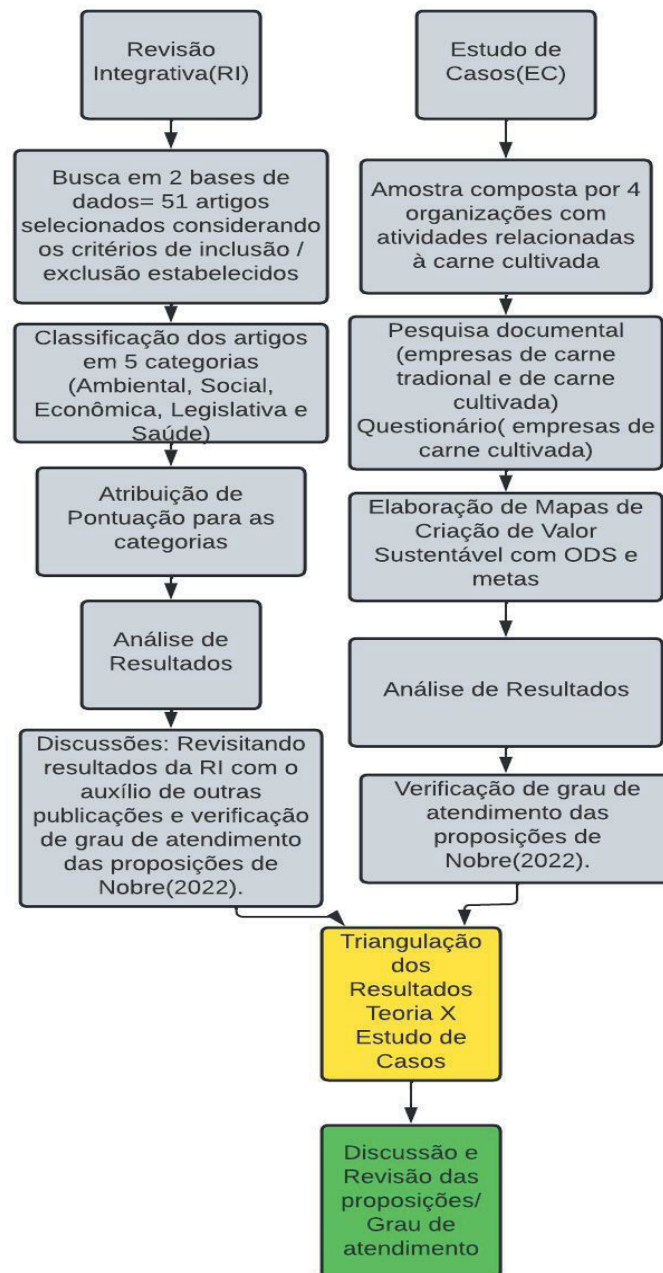 Revisão
Integrativa(RI)
Busca em 2 bases de
dados= 51 artigos
selecionados considerando
os critérios de inclusão /
exclusão estabelecidos
Classificação dos artigos
em 5 categorias
(Ambiental, Social,
Econômica, Legislativa e
Saúde)
Atribuição de
Pontuação para as
categorias
Análise de
Resultados
Discussões: Revisitando
resultados da RI com o
auxílio de outras
publicações e verificação
de grau de atendimento
das proposições de
Nobre(2022).
Estudo de
Casos(EC)
Amostra composta por 4
organizações com
atividades relacionadas
à carne cultivada
Pesquisa documental
(empresas de carne
tradional e de carne
cultivada)
Questionário( empresas de
carne cultivada)
Elaboração de Mapas de
Criação de Valor
Sustentável com ODS e
metas
Análise de Resultados
Verificação de grau de
atendimento das
proposições de
Nobre(2022).
Triangulação
dos
Resultados
Teoria X
Estudo de
Casos
Discussão e
Revisão das
proposições/
Grau de
atendimento